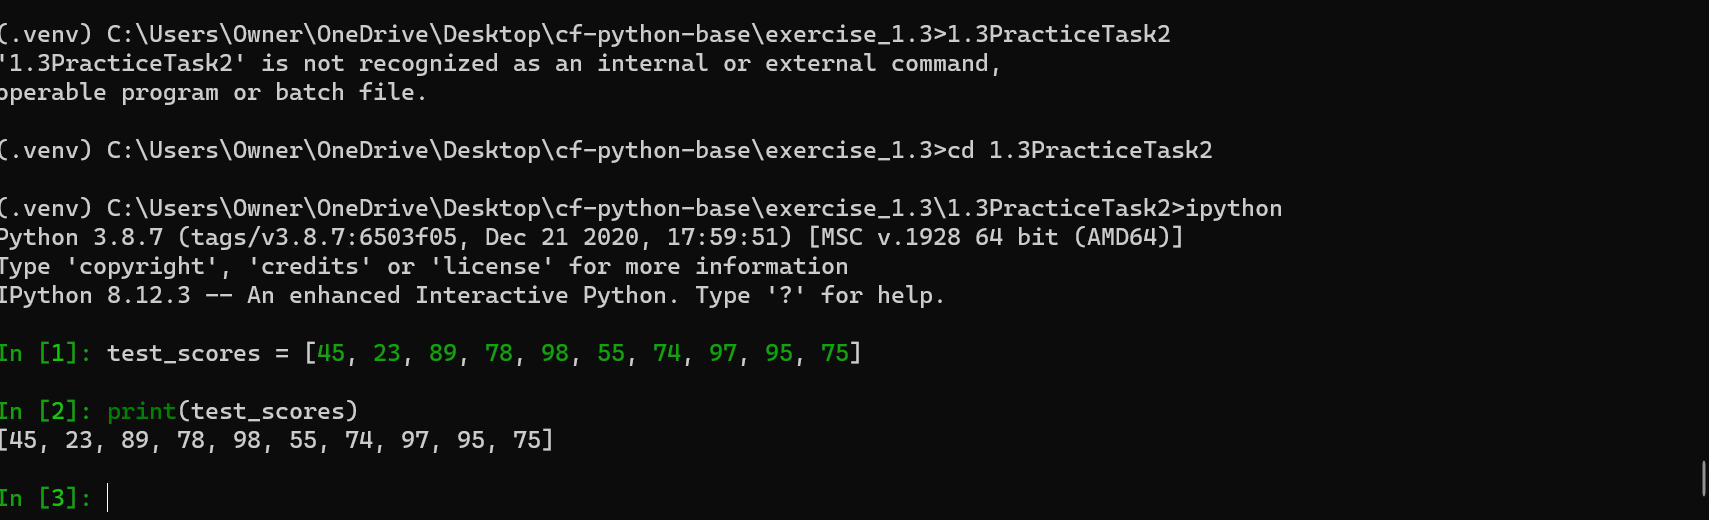 (.venv) C:\Users\Owner\OneDrive\Desktop\cf-python-base\exercise_1.3>1.3PracticeTask2
'1.3PracticeTask2' is not recognized as an internal or external command,
operable program or batch file.
(.venv) C:\Users\Owner\OneDrive\Desktop\cf-python-base\exercise_1.3>cd 1.3PracticeTask2
(.venv) C:\Users\Owner\OneDrive\Desktop\cf-python-base\exercise_1.3\1.3PracticeTask2>ipython
Python 3.8.7 (tags/v3.8.7:6503f05, Dec 21 2020, 17:59:51) [MSC v.1928 64 bit (AMD64)]
Type 'copyright', 'credits' or 'license' for more information
IPython 8.12.3 -- An enhanced Interactive Python. Type '?' for help.
In [1]: test_scores = [45, 23, 89, 78, 98, 55, 74, 97, 95, 75]
In [2]: print(test_scores)
[45, 23, 89, 78, 98, 55, 74, 97, 95, 75]
In [3]: